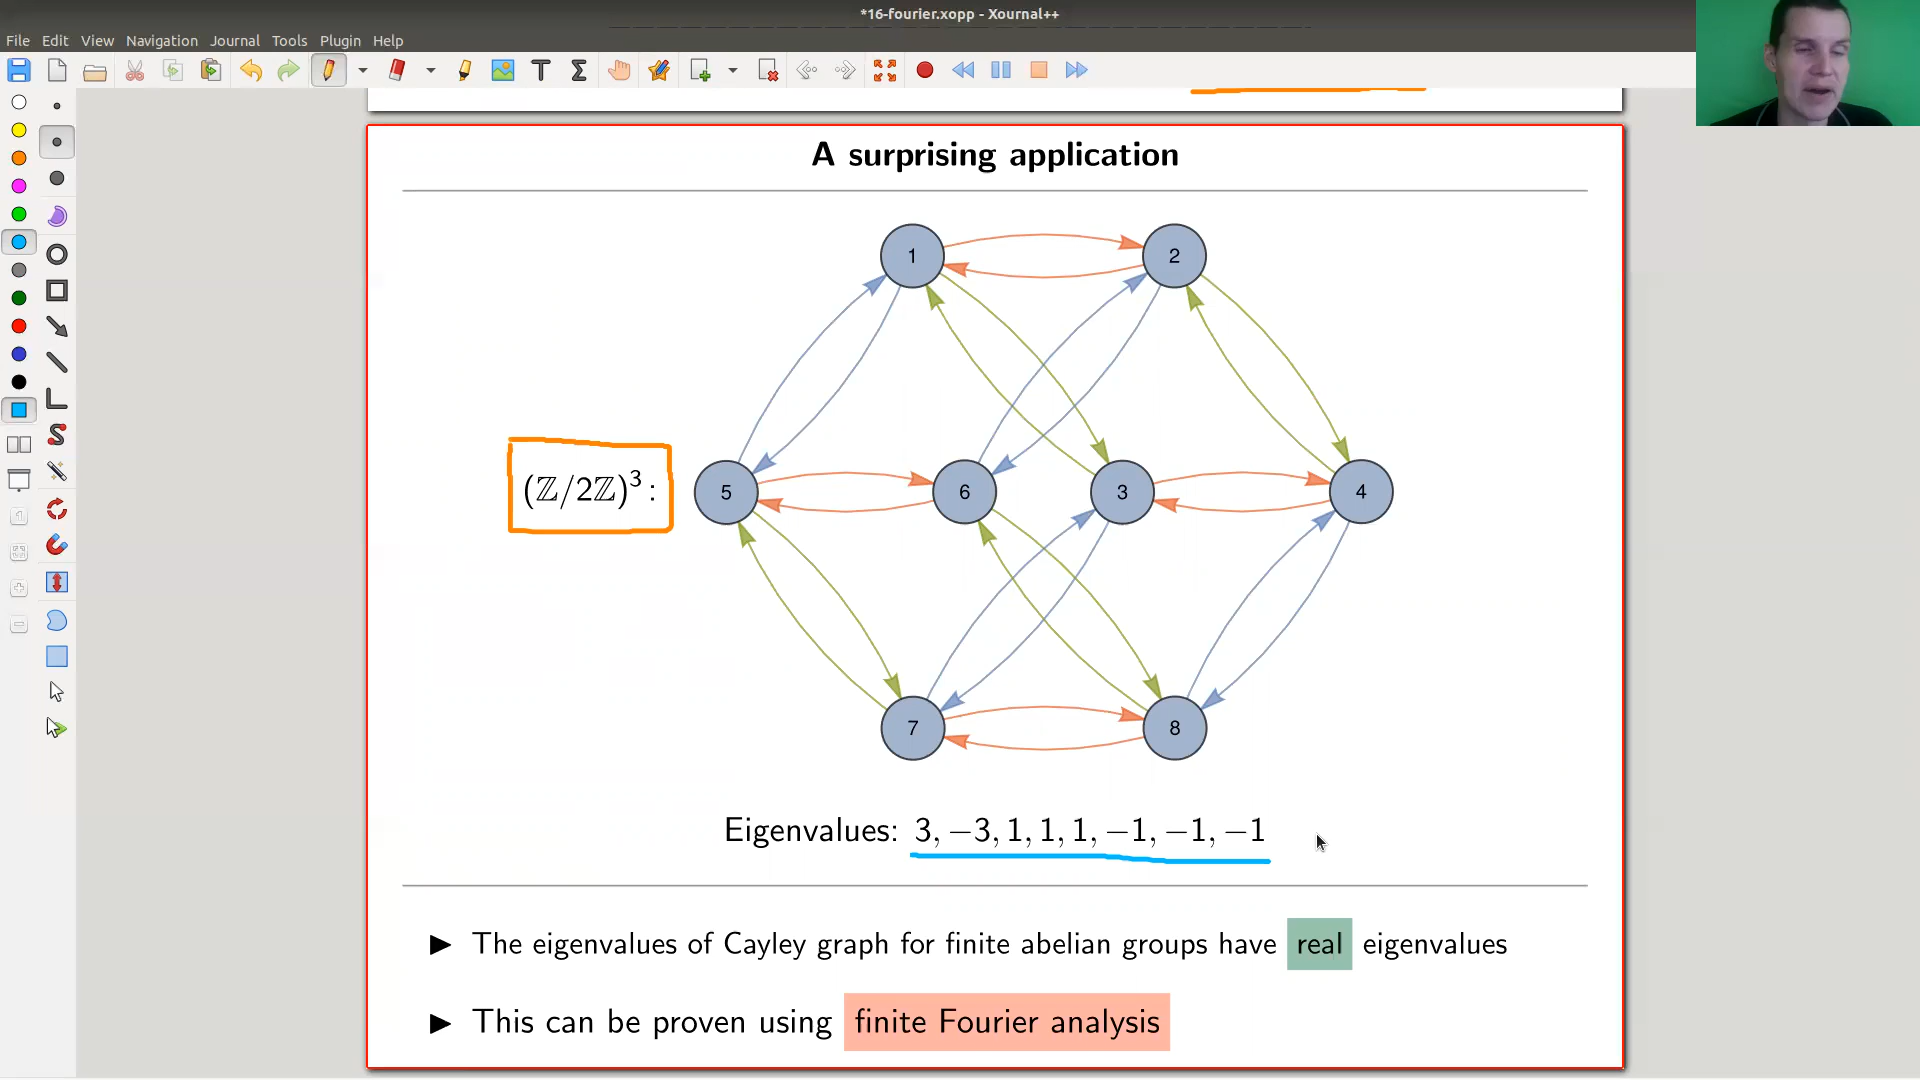 *16-fourier.xopp - Xournal++
File Edit View Navigation Journal Tools Plugin Help
A surprising application
1 2
(ℤ/2ℤ)³: 5 6 3 4
7 8
Eigenvalues: 3, −3, 1, 1, 1, −1, −1, −1
▶ The eigenvalues of Cayley graph for finite abelian groups have real eigenvalues
▶ This can be proven using finite Fourier analysis